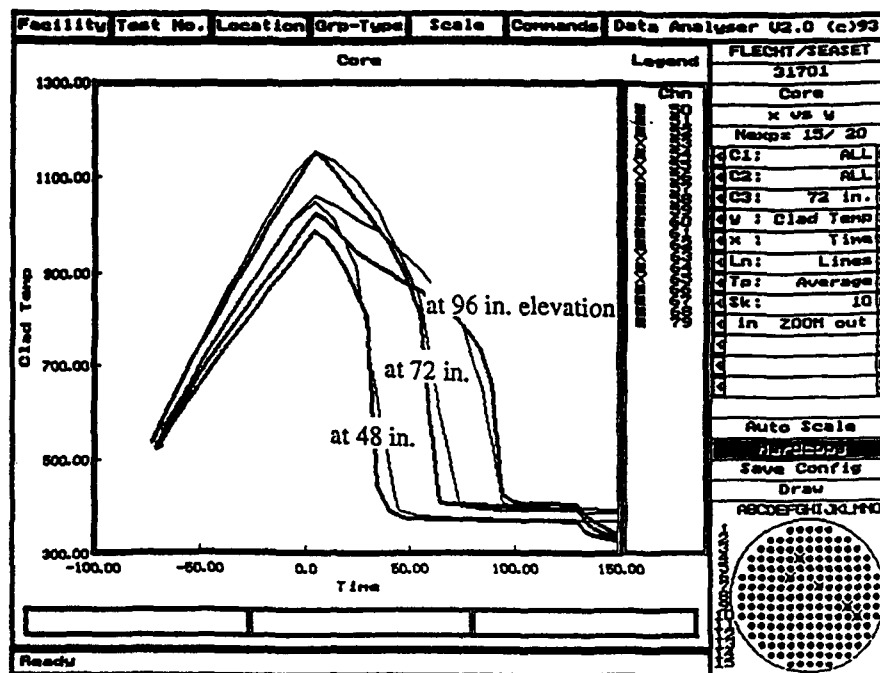 Facility Test No. Location Grp-Type Scale Commands Data Analyser V2.0 (c)93
Core
Legend
FLECHT/SEASET
31701
Core
x vs y
Nexp= 15/ 20
< C1: ALL
< C2: ALL
< C3: 72 in.
< y : Clad Temp
< x : Time
< Ln: Lines
< Tp: Average
< Sk: 10
< in ZOOM out
<
<
<
Auto Scale
Hardcopy
Save Config
Draw
ABCDEFGHIJKLMNO
Chn
1300.00
1100.00
900.00
700.00
500.00
300.00
Clad Temp
at 96 in. elevation
at 72 in.
at 48 in.
-100.00
-50.00
0.0
50.00
100.00
150.00
Time
Ready